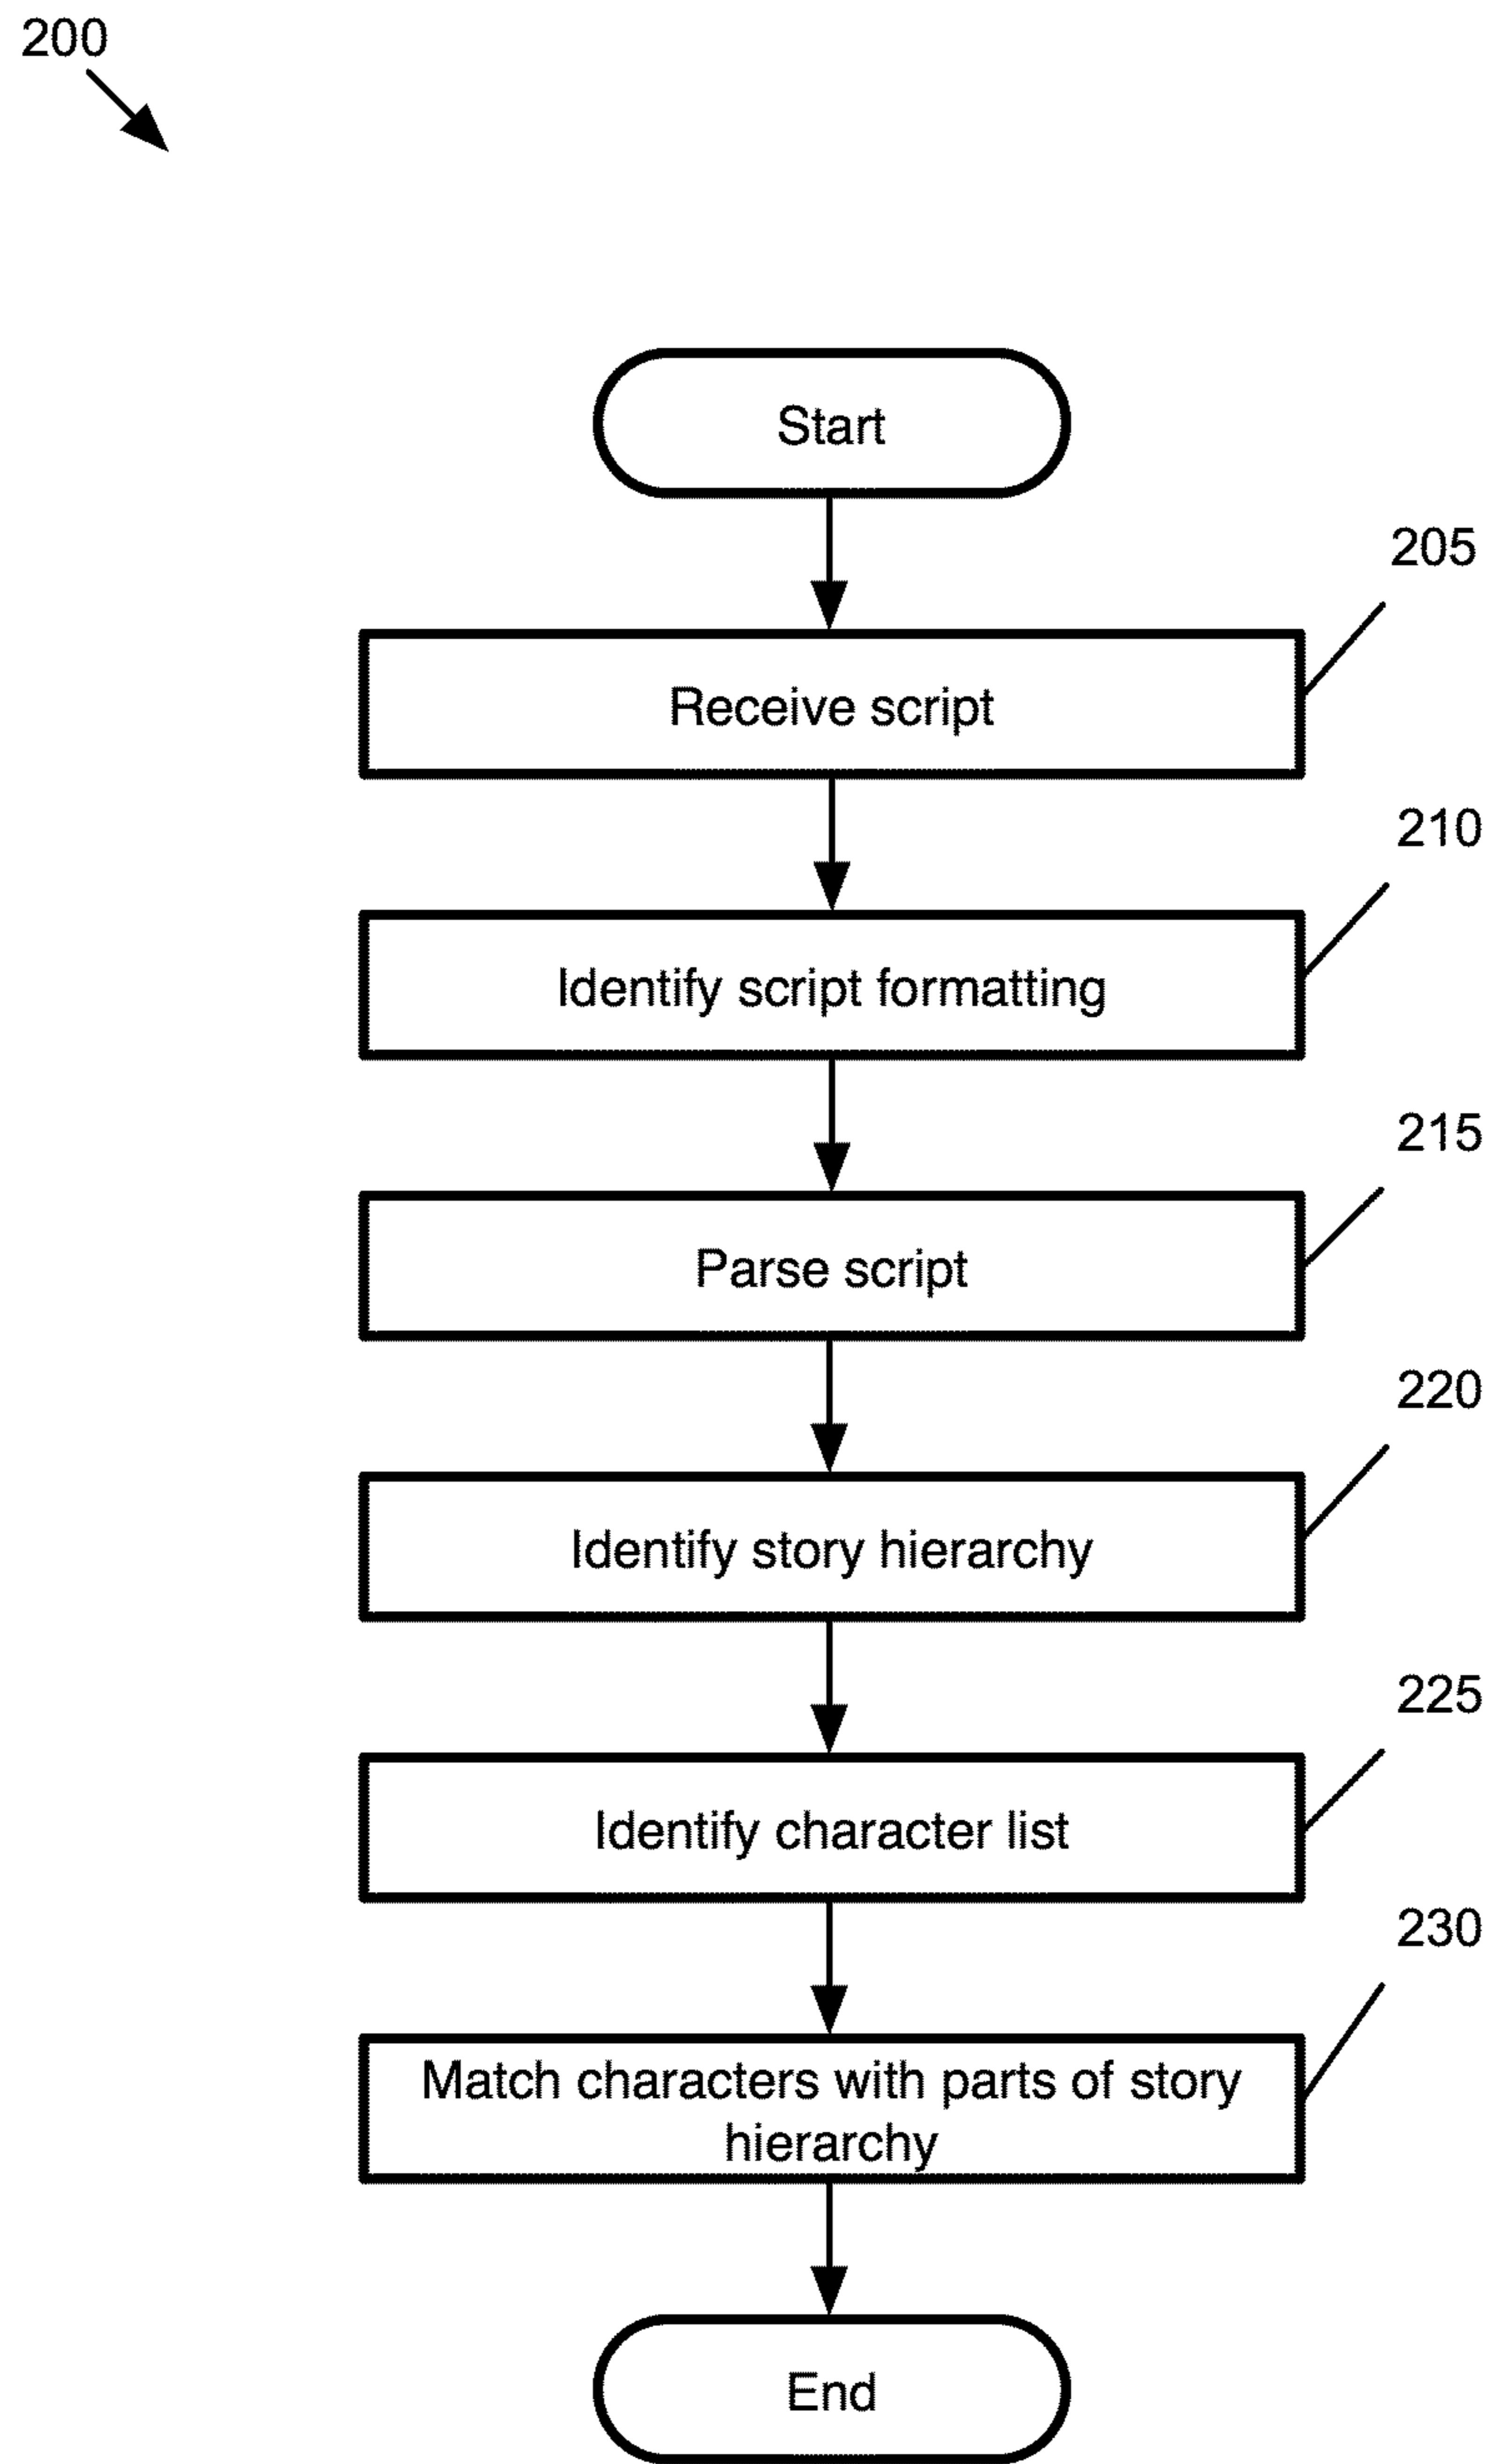 200
Start
205
Receive script
210
Identify script formatting
215
Parse script
220
Identify story hierarchy
225
Identify character list
230
Match characters with parts of story
hierarchy
End